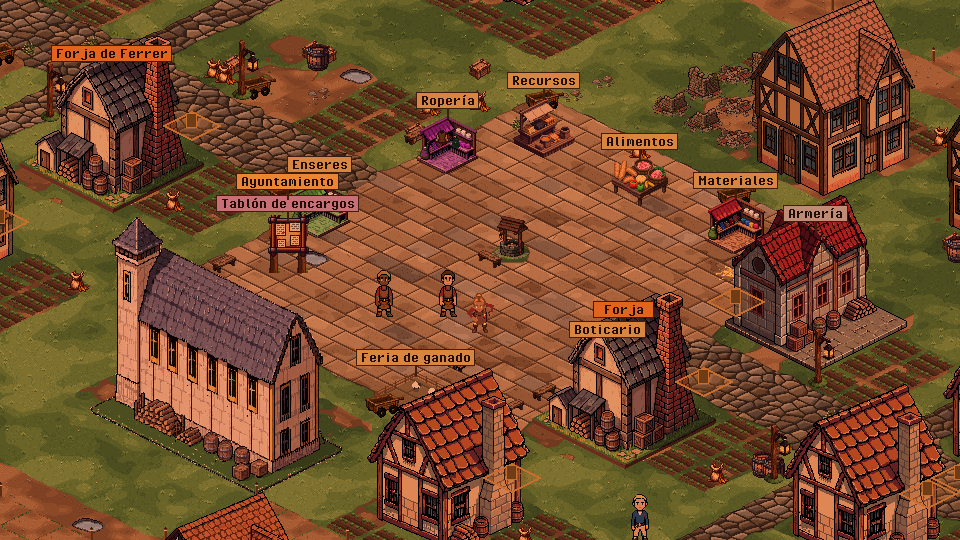 Forja de Ferrer
Recursos
Ropería
Alimentos
Enseres
Ayuntamiento
Materiales
Tablón de encargos
Armería
Forja
Boticario
Feria de ganado